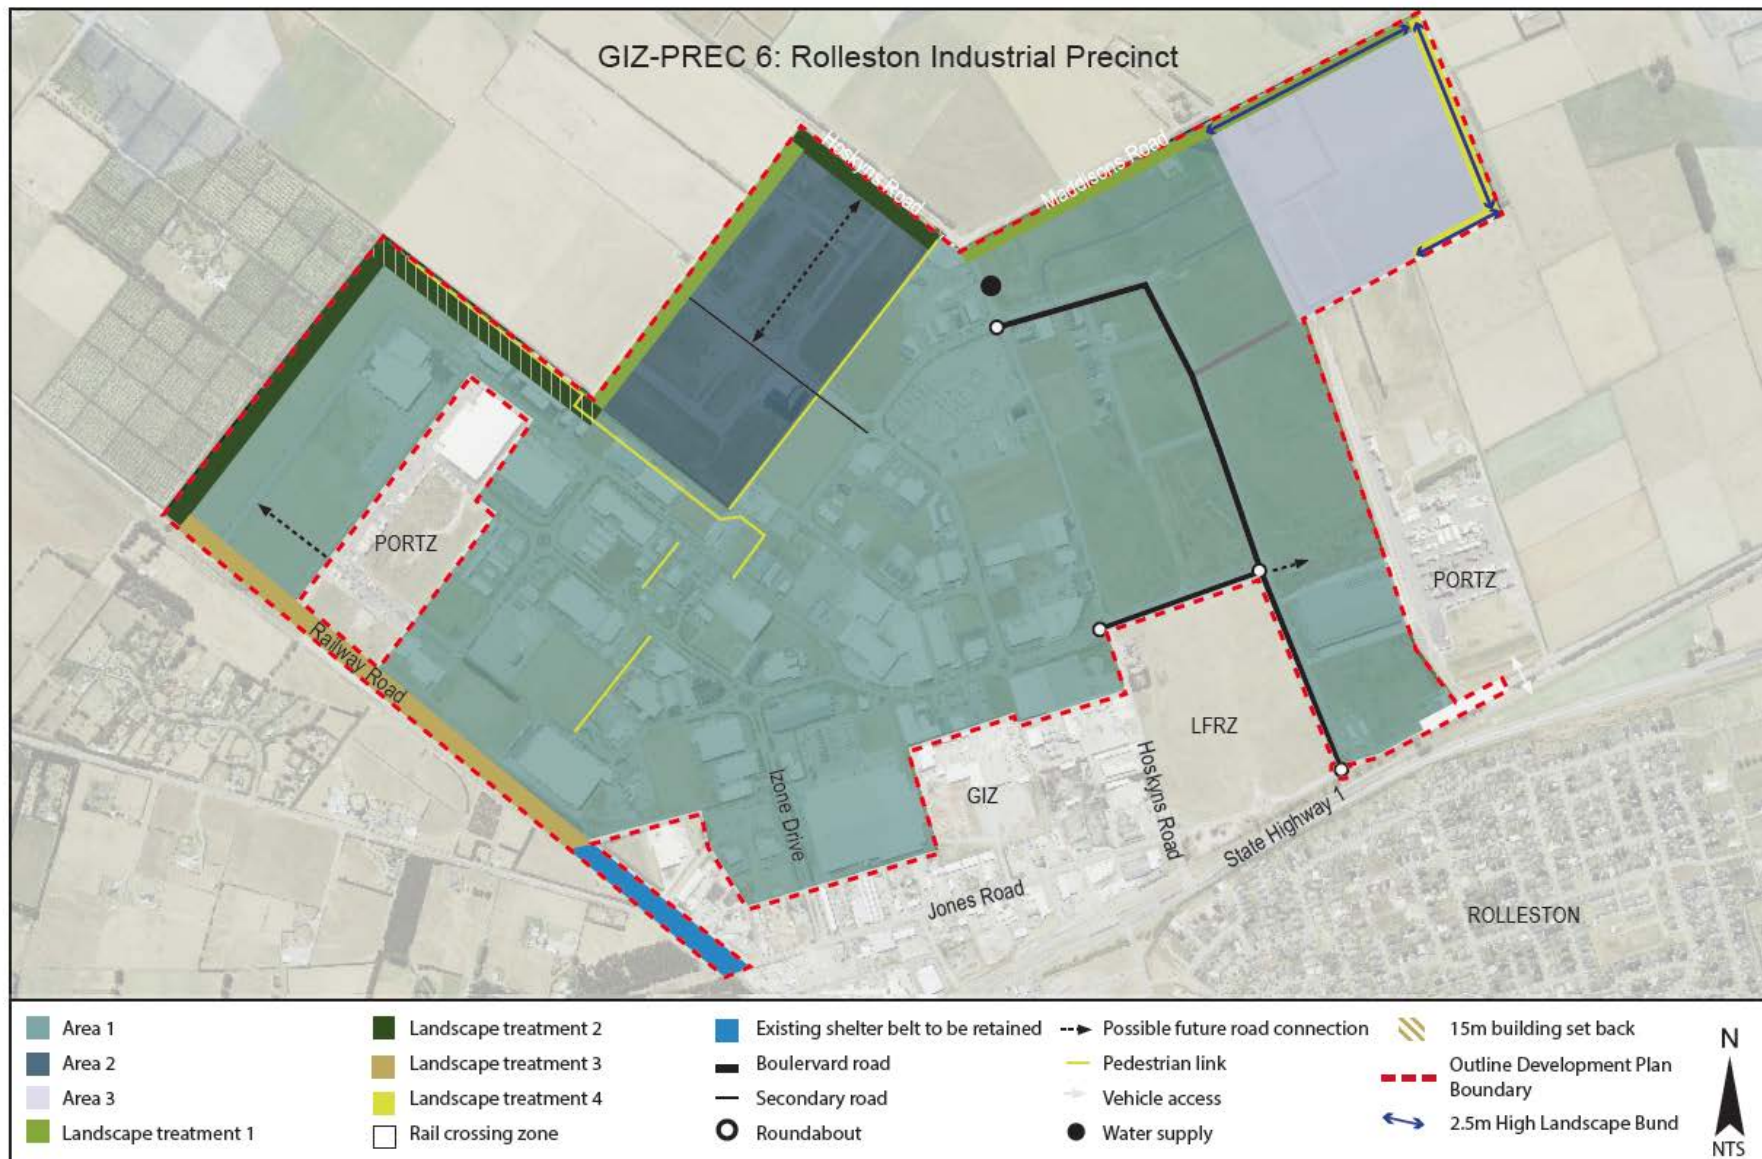 GIZ-PREC 6: Rolleston Industrial Precinct
Hoskyns Road
Maddisons Road
PORTZ
PORTZ
Railway Road
LFRZ
GIZ
Izone Drive
Hoskyns Road
State Highway 1
Jones Road
ROLLESTON
Area 1
Area 2
Area 3
Landscape treatment 1
Landscape treatment 2
Landscape treatment 3
Landscape treatment 4
Rail crossing zone
Existing shelter belt to be retained
Boulervard road
Secondary road
Roundabout
Possible future road connection
Pedestrian link
Vehicle access
Water supply
15m building set back
Outline Development Plan
Boundary
2.5m High Landscape Bund
N
NTS